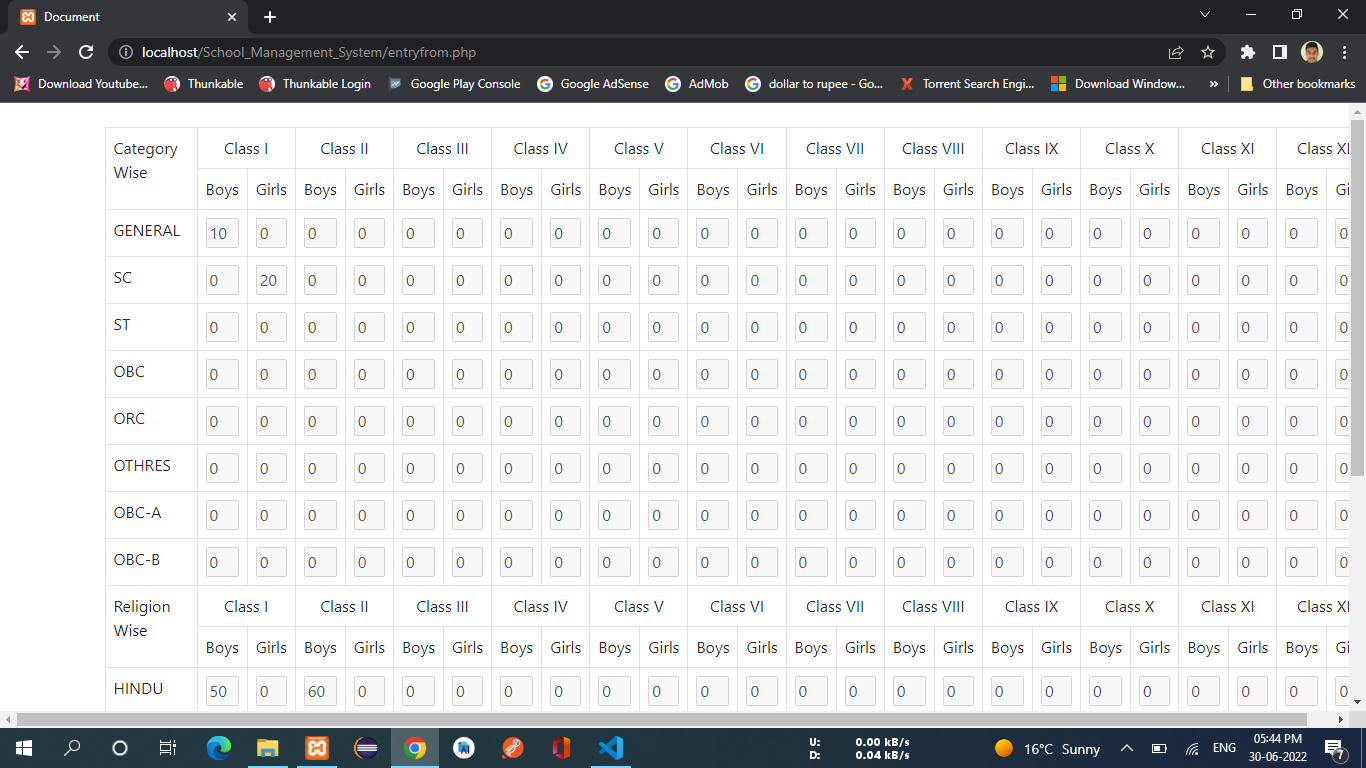 Document
localhost/School_Management_System/entryfrom.php
Download Youtube... Thunkable Thunkable Login Google Play Console Google AdSense AdMob dollar to rupee - Go... Torrent Search Engi... Download Window... » Other bookmarks
Category Wise Class I Class II Class III Class IV Class V Class VI Class VII Class VIII Class IX Class X Class XI Class XI
Boys Girls Boys Girls Boys Girls Boys Girls Boys Girls Boys Girls Boys Girls Boys Girls Boys Girls Boys Girls Boys Girls Boys Gi
GENERAL 10 0 0 0 0 0 0 0 0 0 0 0 0 0 0 0 0 0 0 0 0 0 0 0
SC 0 20 0 0 0 0 0 0 0 0 0 0 0 0 0 0 0 0 0 0 0 0 0 0
ST 0 0 0 0 0 0 0 0 0 0 0 0 0 0 0 0 0 0 0 0 0 0 0 0
OBC 0 0 0 0 0 0 0 0 0 0 0 0 0 0 0 0 0 0 0 0 0 0 0 0
ORC 0 0 0 0 0 0 0 0 0 0 0 0 0 0 0 0 0 0 0 0 0 0 0 0
OTHRES 0 0 0 0 0 0 0 0 0 0 0 0 0 0 0 0 0 0 0 0 0 0 0 0
OBC-A 0 0 0 0 0 0 0 0 0 0 0 0 0 0 0 0 0 0 0 0 0 0 0 0
OBC-B 0 0 0 0 0 0 0 0 0 0 0 0 0 0 0 0 0 0 0 0 0 0 0 0
Religion Wise Class I Class II Class III Class IV Class V Class VI Class VII Class VIII Class IX Class X Class XI Class XI
Boys Girls Boys Girls Boys Girls Boys Girls Boys Girls Boys Girls Boys Girls Boys Girls Boys Girls Boys Girls Boys Girls Boys Gi
HINDU 50 0 60 0 0 0 0 0 0 0 0 0 0 0 0 0 0 0 0 0 0 0 0 0
U: 0.00 kB/s
D: 0.04 kB/s
16°C Sunny
ENG
05:44 PM
30-06-2022
7